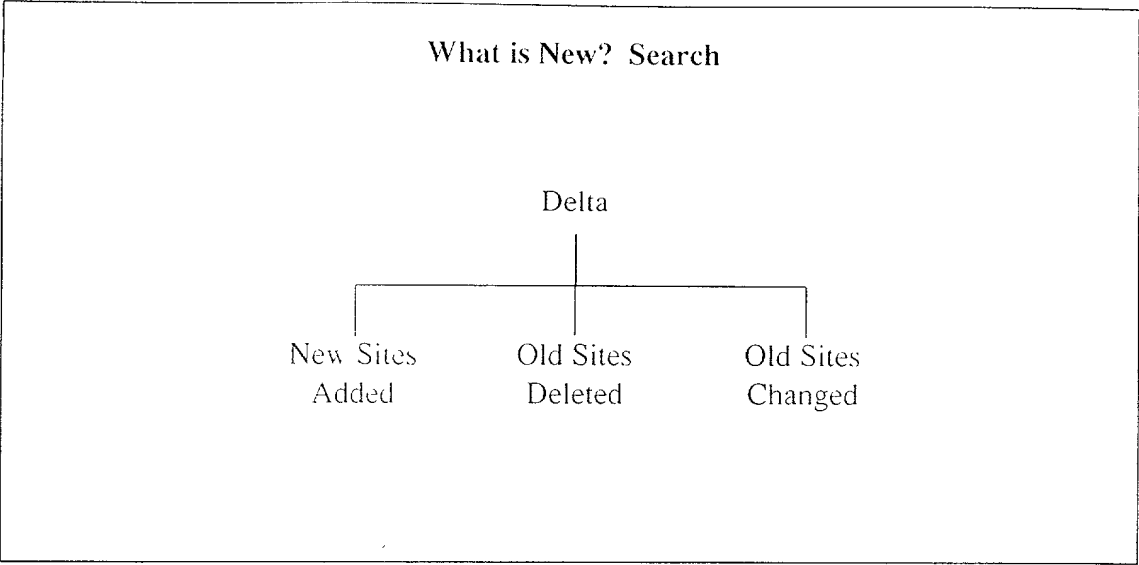 What is New? Search
Delta
New Sites Old Sites Old Sites
Added Deleted Changed